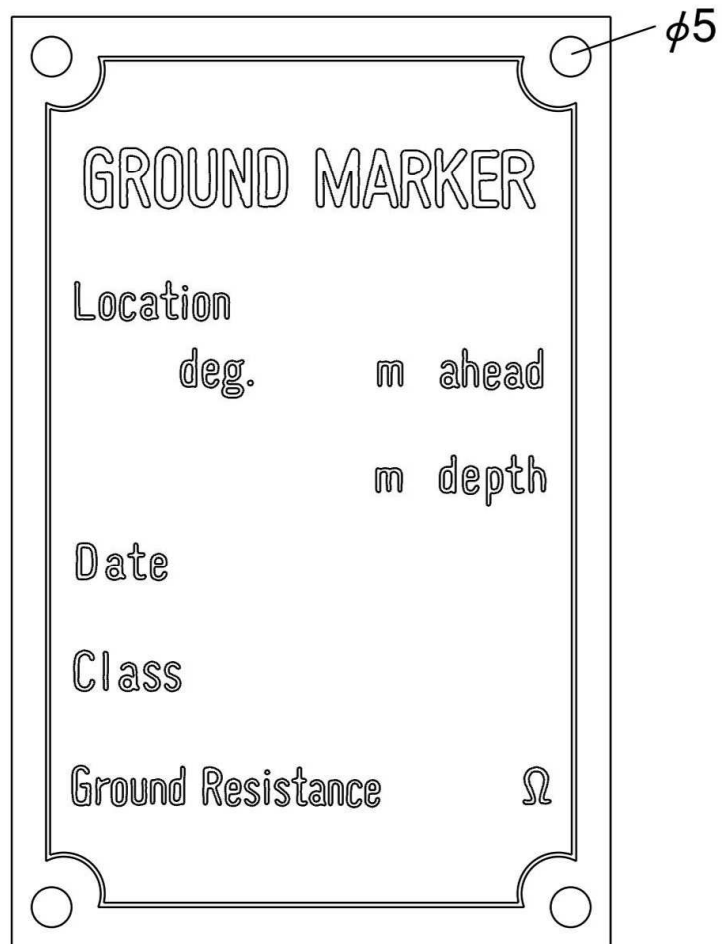 ϕ5
GROUND MARKER
Location
deg. m ahead
m depth
Date
Class
Ground Resistance Ω